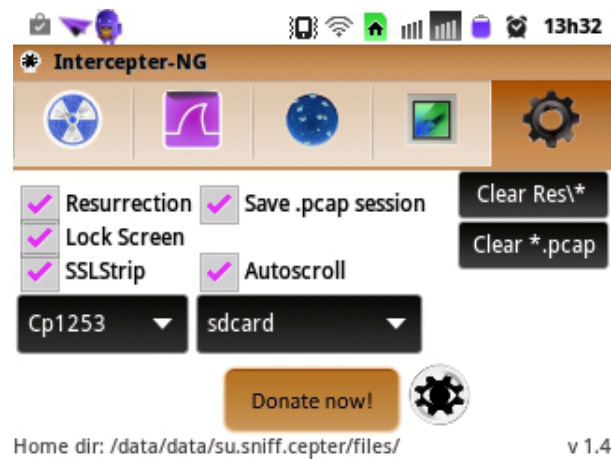 13h32
Intercepter-NG
Resurrection
Save .pcap session
Clear Res\*
Lock Screen
Clear *.pcap
SSLStrip
Autoscroll
Cp1253
sdcard
Donate now!
Home dir: /data/data/su.sniff.cepter/files/
v 1.4